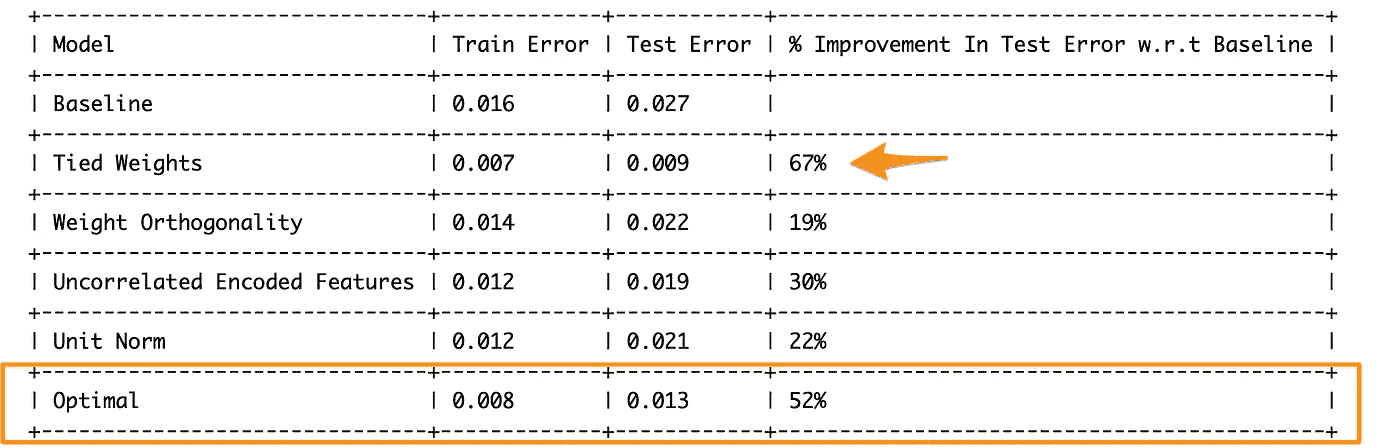 +-------------------------------+-------------+------------+------------------------------------------+
| Model                         | Train Error | Test Error | % Improvement In Test Error w.r.t Baseline |
+-------------------------------+-------------+------------+------------------------------------------+
| Baseline                      | 0.016       | 0.027      |                                          |
+-------------------------------+-------------+------------+------------------------------------------+
| Tied Weights                  | 0.007       | 0.009      | 67%                                      |
+-------------------------------+-------------+------------+------------------------------------------+
| Weight Orthogonality          | 0.014       | 0.022      | 19%                                      |
+-------------------------------+-------------+------------+------------------------------------------+
| Uncorrelated Encoded Features | 0.012       | 0.019      | 30%                                      |
+-------------------------------+-------------+------------+------------------------------------------+
| Unit Norm                     | 0.012       | 0.021      | 22%                                      |
+-------------------------------+-------------+------------+------------------------------------------+
| Optimal                       | 0.008       | 0.013      | 52%                                      |
+-------------------------------+-------------+------------+------------------------------------------+